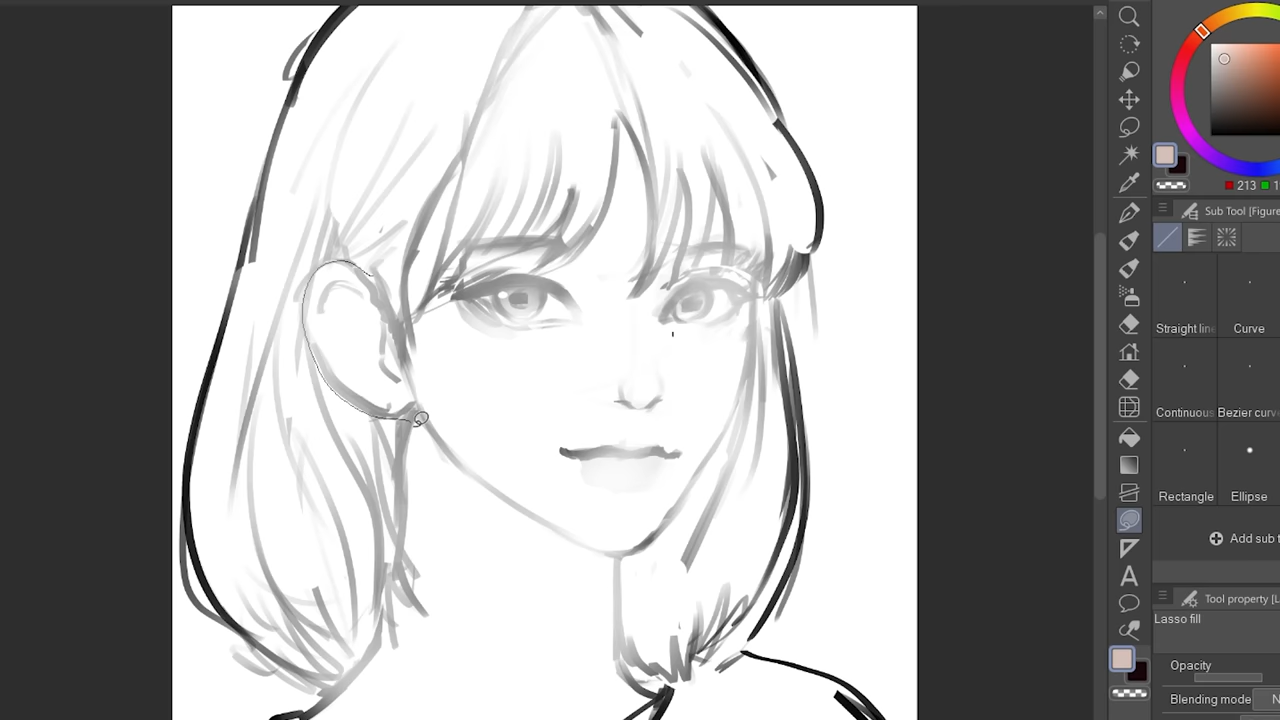 213
Sub Tool [Figure
Straight line
Curve
Continuous
Bezier curv
Rectangle
Ellipse
Add sub t
Tool property [L
Lasso fill
Opacity
Blending mode
N
A